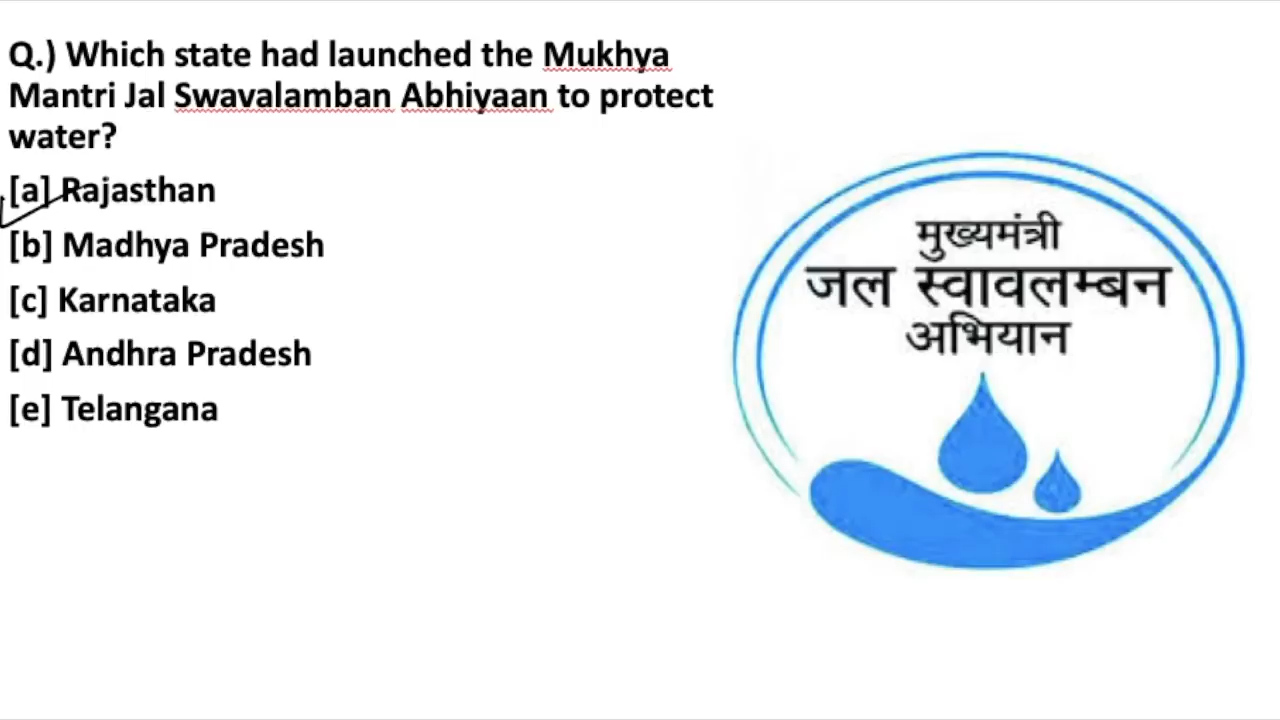 Q.) Which state had launched the Mukhya
Mantri Jal Swavalamban Abhiyaan to protect
water?
[a] Rajasthan
[b] Madhya Pradesh
[c] Karnataka
[d] Andhra Pradesh
[e] Telangana
मुख्यमंत्री
जल स्वावलम्बन
अभियान